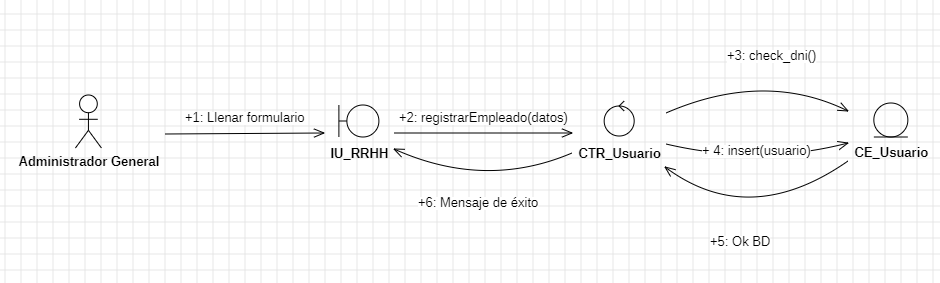 +3: check_dni()
+1: Llenar formulario
+2: registrarEmpleado(datos)
Administrador General
IU_RRHH
CTR_Usuario
+ 4: insert(usuario)
CE_Usuario
+6: Mensaje de éxito
+5: Ok BD